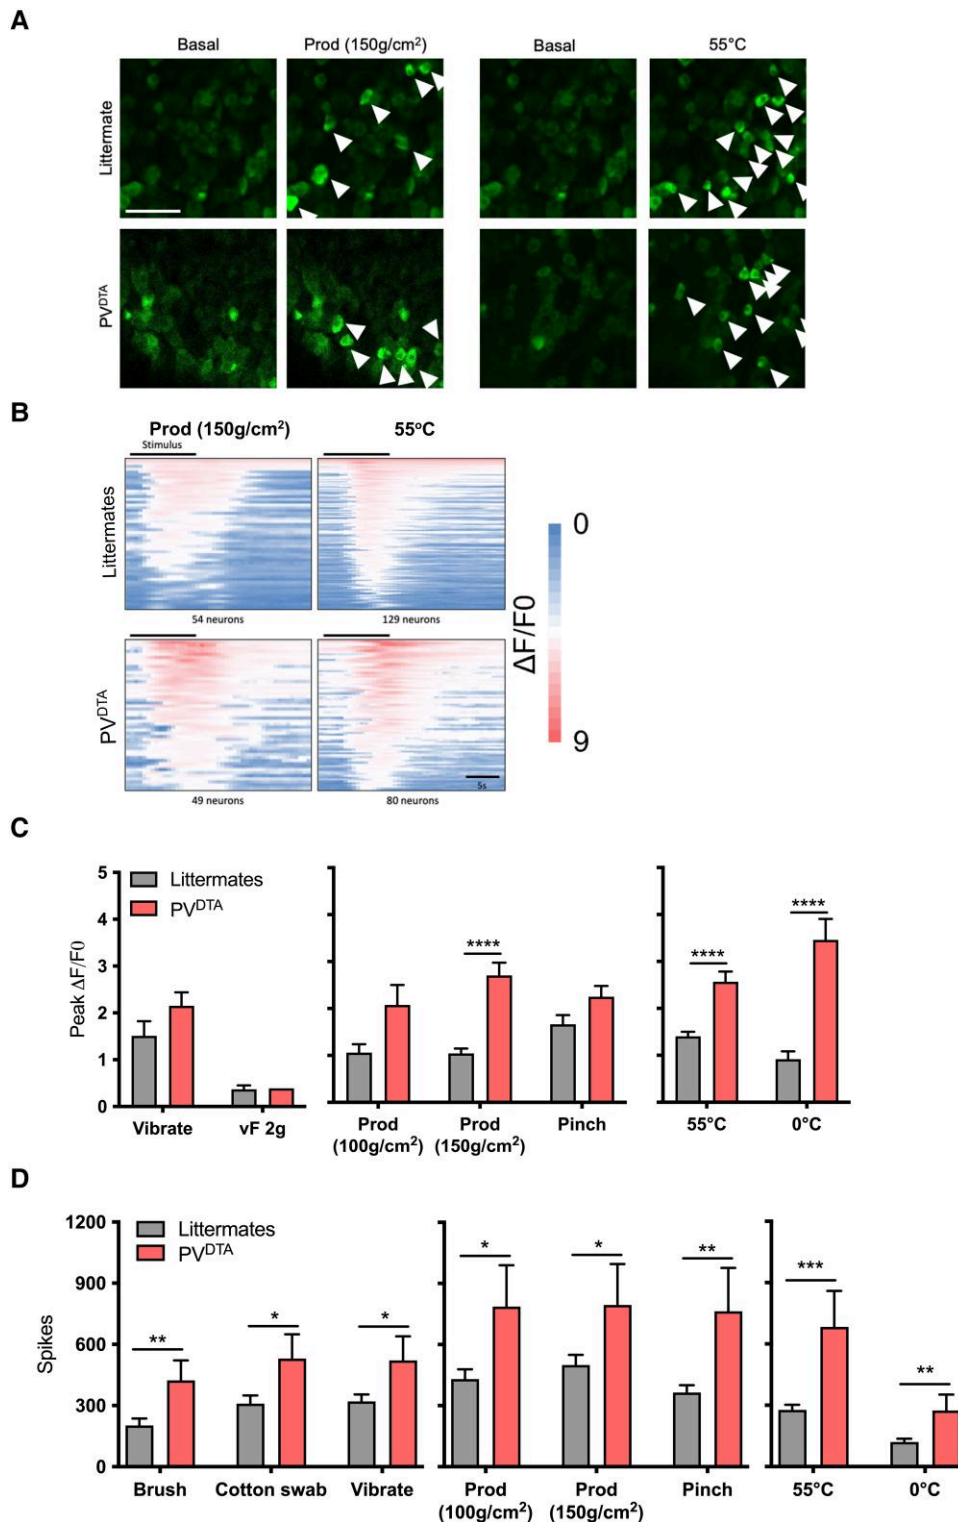 A
Basal
Prod (150g/cm²)
Basal
55°C
Littermate
PVᴰᵀᴬ
B
Prod (150g/cm²)
55°C
Stimulus
Littermates
54 neurons
129 neurons
PVᴰᵀᴬ
5s
49 neurons
80 neurons
0
ΔF/F0
9
C
Littermates
PVᴰᵀᴬ
Peak ΔF/F0
5
4
3
2
1
0
****
****
****
Vibrate
vF 2g
Prod
(100g/cm²)
Prod
(150g/cm²)
Pinch
55°C
0°C
D
Littermates
PVᴰᵀᴬ
Spikes
1200
900
600
300
0
**
*
*
*
*
**
***
**
Brush
Cotton swab
Vibrate
Prod
(100g/cm²)
Prod
(150g/cm²)
Pinch
55°C
0°C